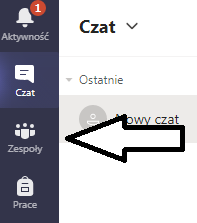 1
Aktywność
Czat
Zespoły
Prace
Czat
Ostatnie
Nowy czat